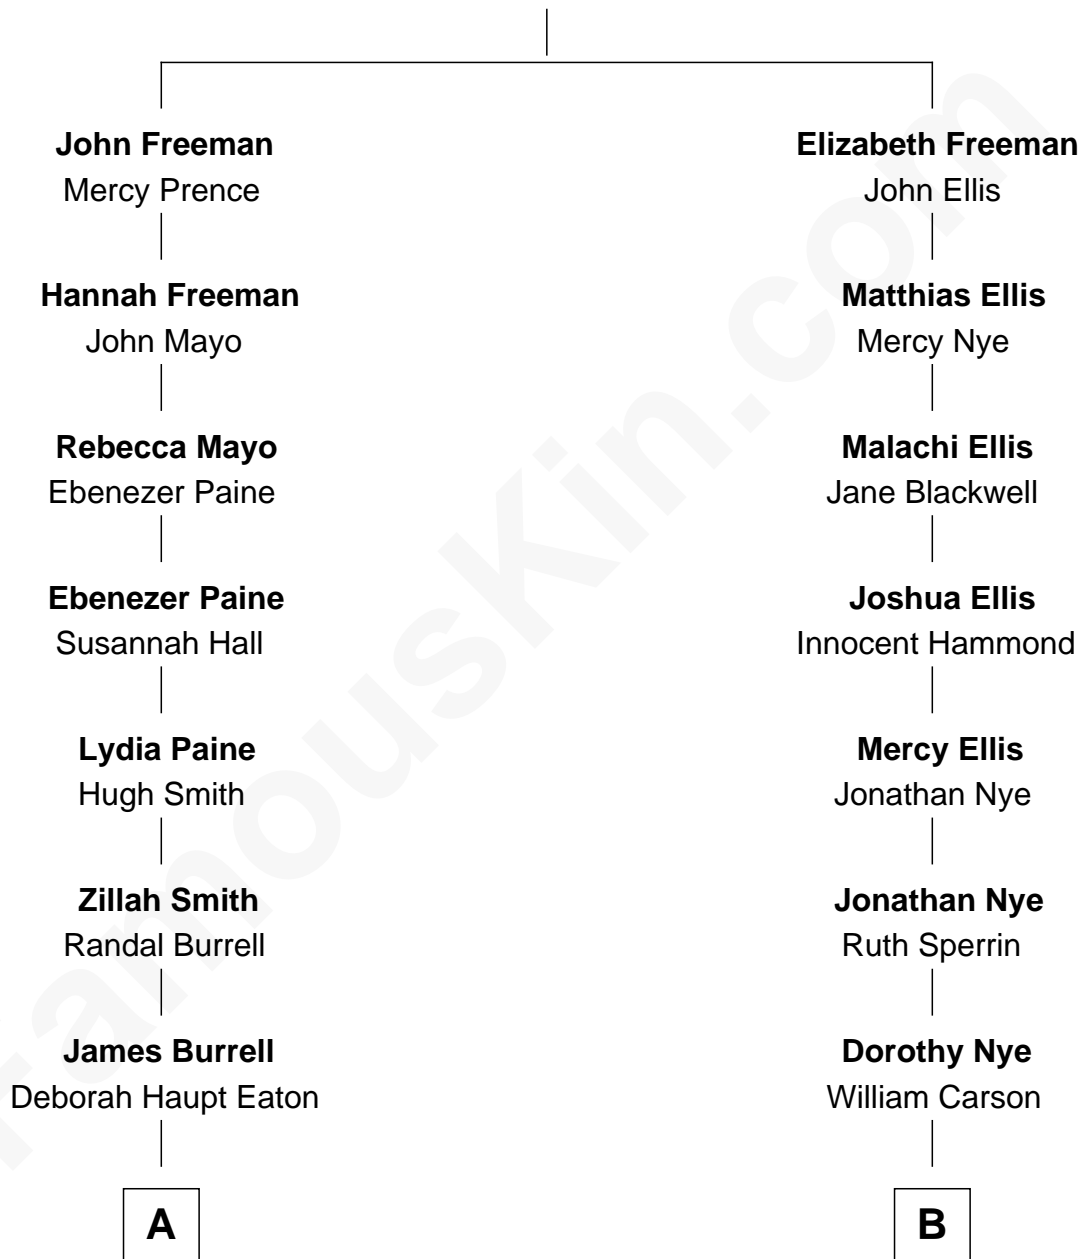 John Freeman
Mercy Prence
Hannah Freeman
John Mayo
Rebecca Mayo
Ebenezer Paine
Ebenezer Paine
Susannah Hall
Lydia Paine
Hugh Smith
Zillah Smith
Randal Burrell
James Burrell
Deborah Haupt Eaton
A
Elizabeth Freeman
John Ellis
Matthias Ellis
Mercy Nye
Malachi Ellis
Jane Blackwell
Joshua Ellis
Innocent Hammond
Mercy Ellis
Jonathan Nye
Jonathan Nye
Ruth Sperrin
Dorothy Nye
William Carson
B
FamousKin.com